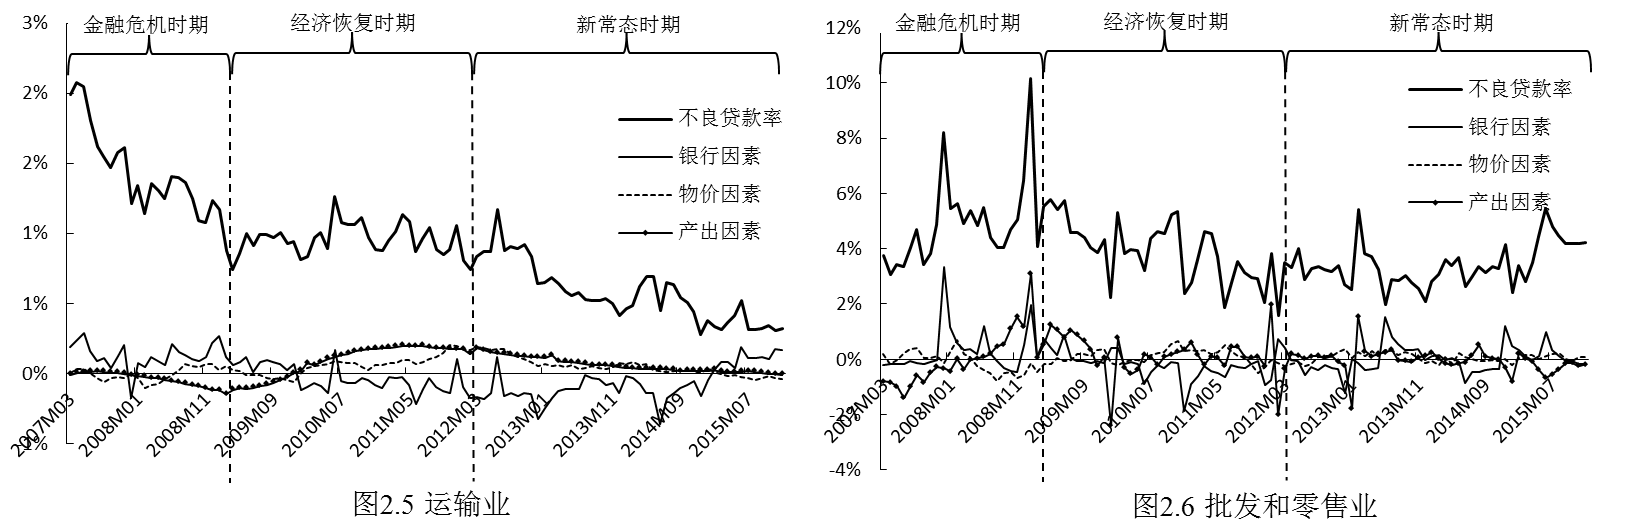 金融危机时期 经济恢复时期 新常态时期
3%
2%
2%
1%
1%
0%
不良贷款率
银行因素
物价因素
产出因素
2007M03 2008M01 2008M11 2009M09 2010M07 2011M05 2012M03 2013M01 2013M11 2014M09 2015M07
图2.5 运输业
金融危机时期 经济恢复时期 新常态时期
12%
10%
8%
6%
4%
2%
0%
-2%
-4%
不良贷款率
银行因素
物价因素
产出因素
2007M03 2008M01 2008M11 2009M09 2010M07 2011M05 2012M03 2013M01 2013M11 2014M09 2015M07
图2.6 批发和零售业